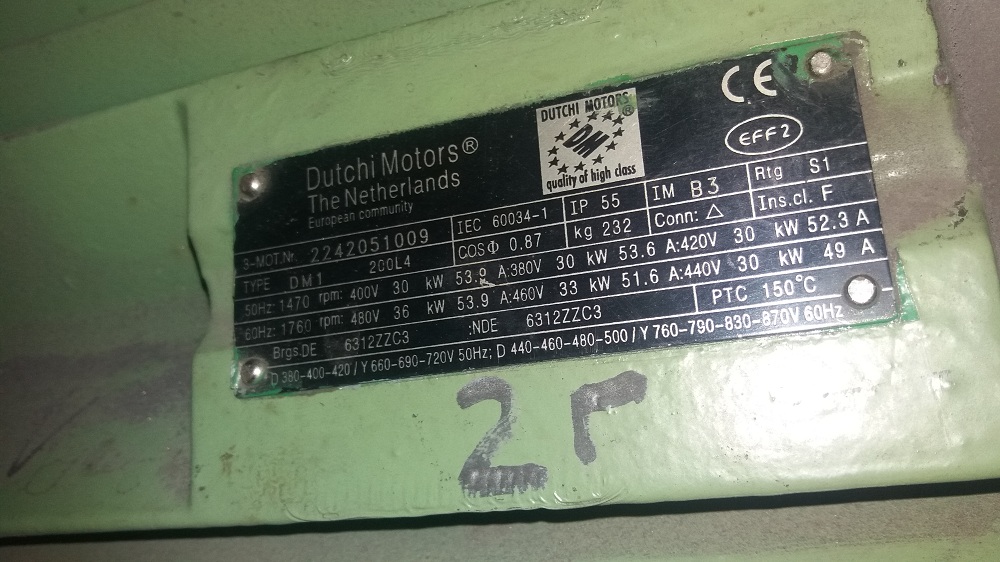 Dutchi Motors®
The Netherlands
European community
DUTCHI MOTORS®
DM
quality of high class
CE
EFF 2
3~MOT.Nr. 2242051009
IEC 60034-1
IP 55
IM B3
Rtg S1
TYPE DM1 200L4
COSΦ 0.87
kg 232
Conn: △
Ins.cl. F
50Hz: 1470 rpm: 400V 30 kW 53.9 A:380V 30 kW 53.6 A:420V 30 kW 52.3 A
60Hz: 1760 rpm: 480V 36 kW 53.9 A:460V 33 kW 51.6 A:440V 30 kW 49 A
Brgs.DE 6312ZZC3 :NDE 6312ZZC3
PTC 150°C
D 380-400-420 / Y 660-690-720V 50Hz; D 440-460-480-500 / Y 760-790-830-870V 60Hz
2г